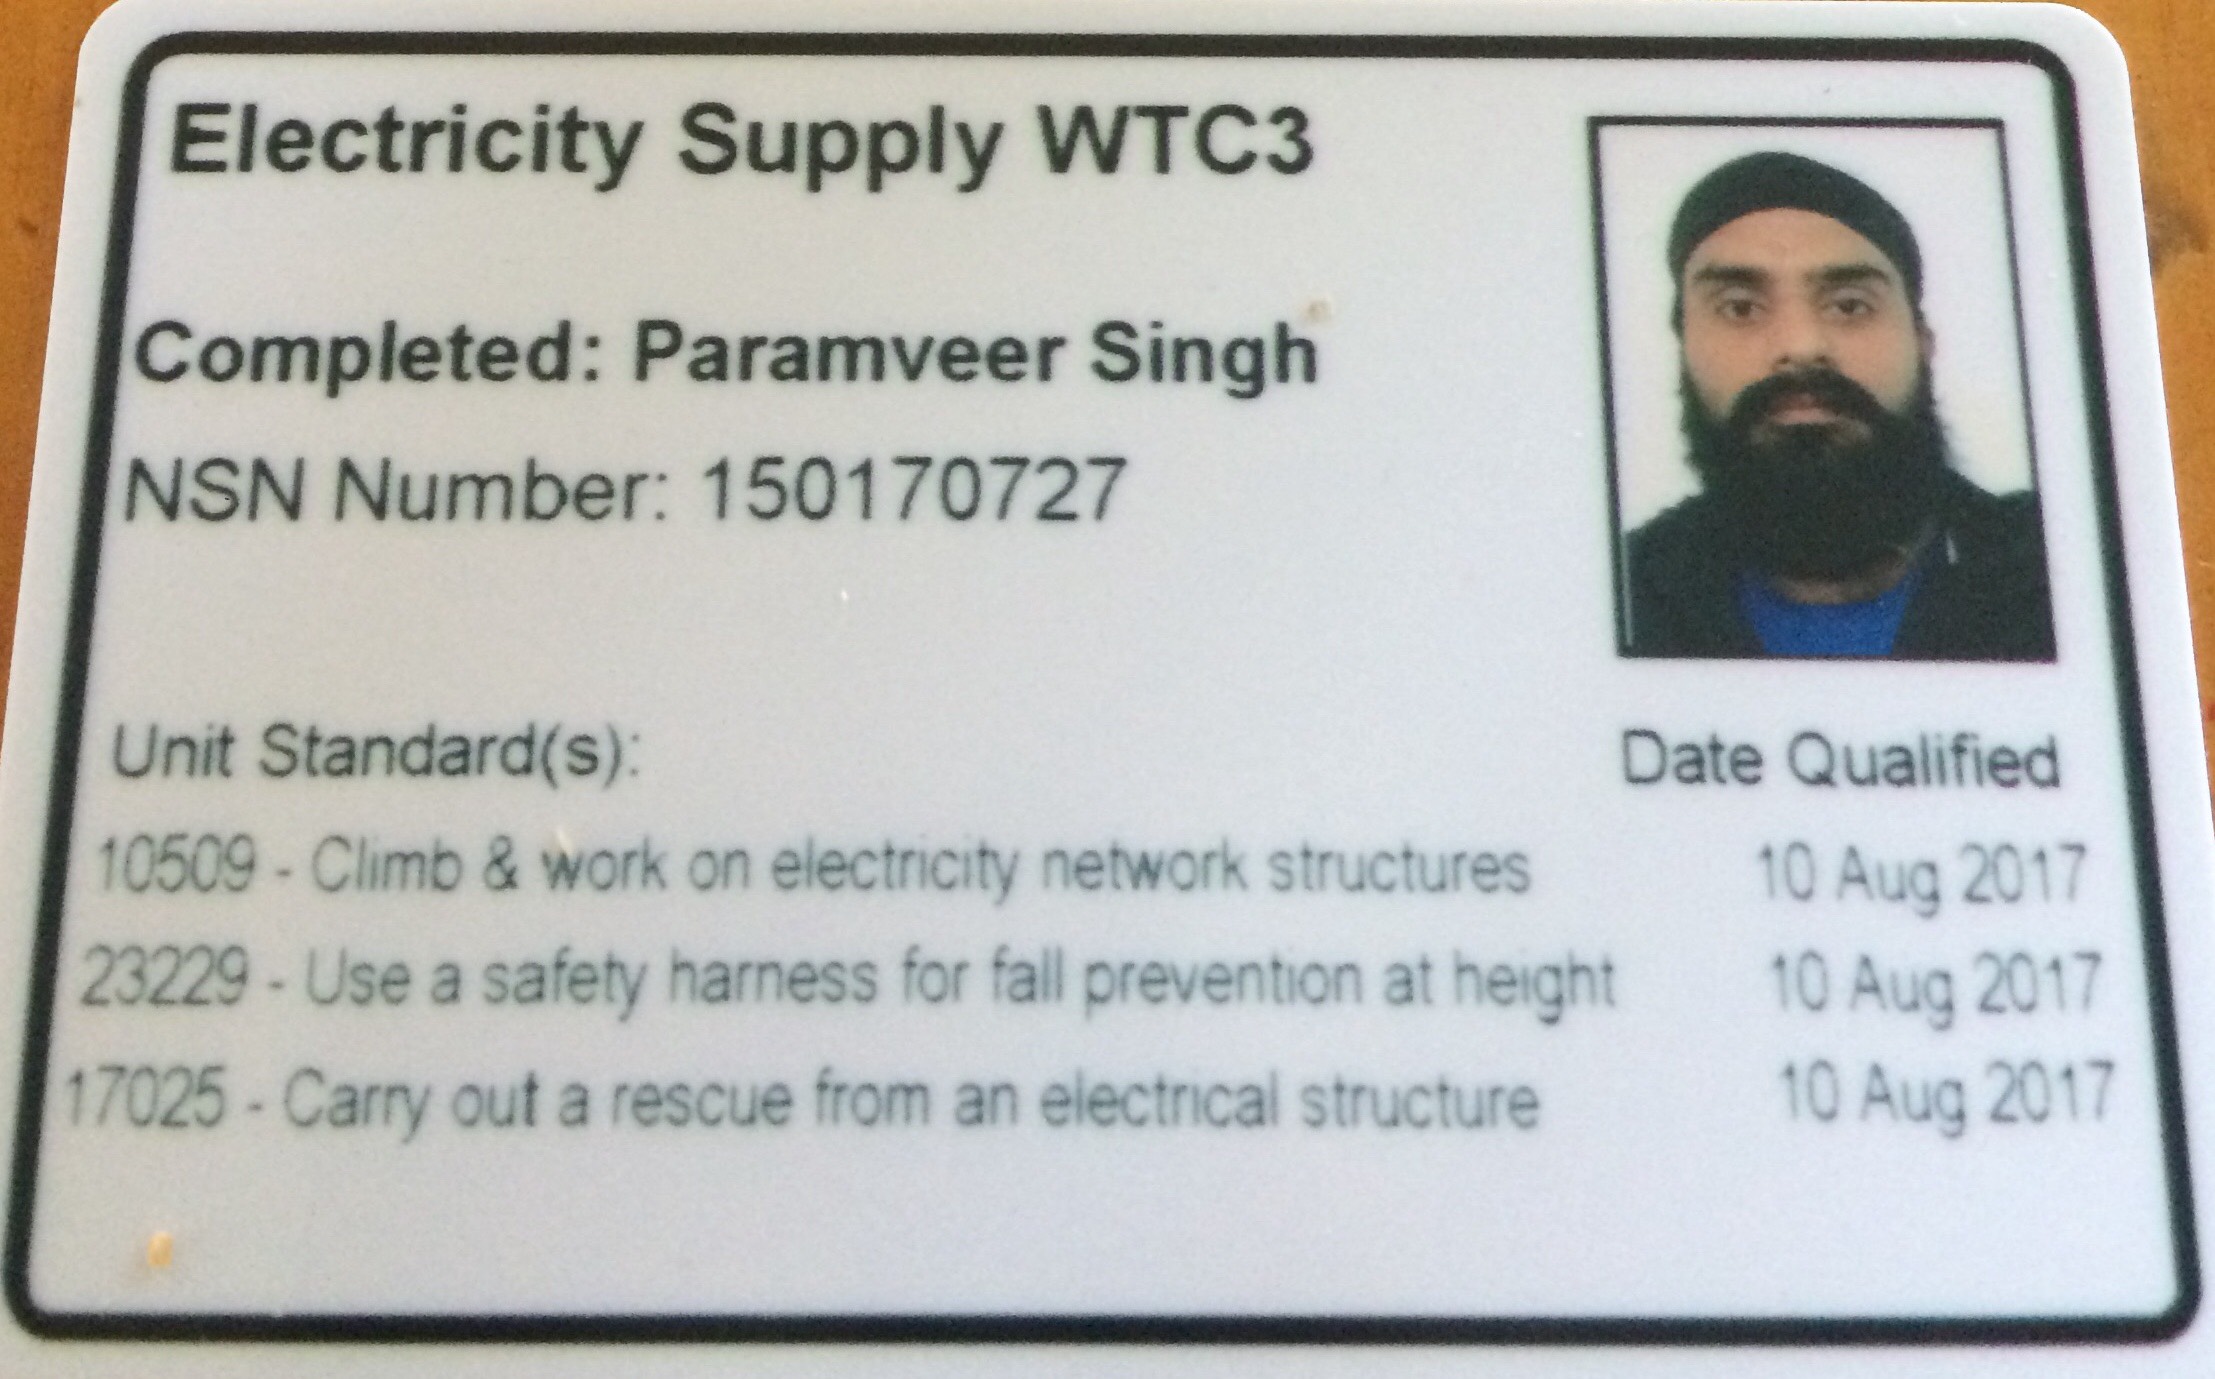 Electricity Supply WTC3
Completed: Paramveer Singh
NSN Number: 150170727
Unit Standard(s): Date Qualified
10509 - Climb & work on electricity network structures 10 Aug 2017
23229 - Use a safety harness for fall prevention at height 10 Aug 2017
17025 - Carry out a rescue from an electrical structure 10 Aug 2017